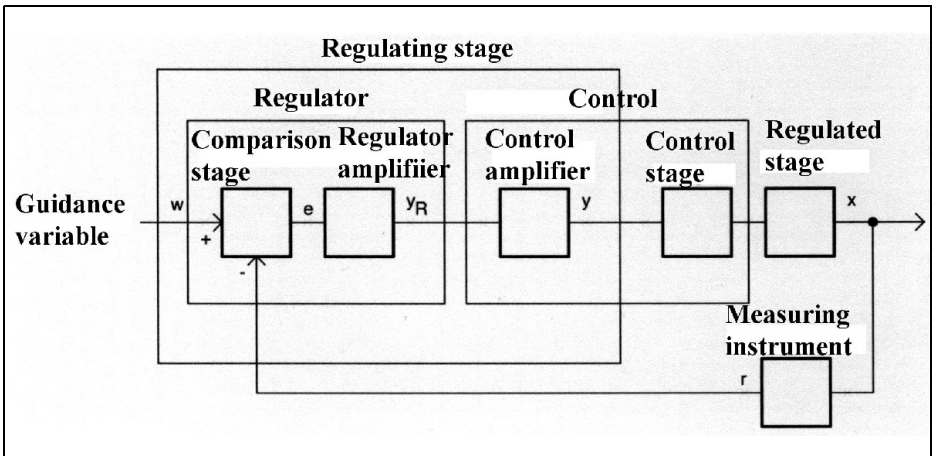 Regulating stage
Regulator
Control
Comparison
stage
Regulator
amplifiier
Control
amplifier
Control
stage
Regulated
stage
Guidance
variable
w
+
-
e
yR
y
x
Measuring
instrument
r